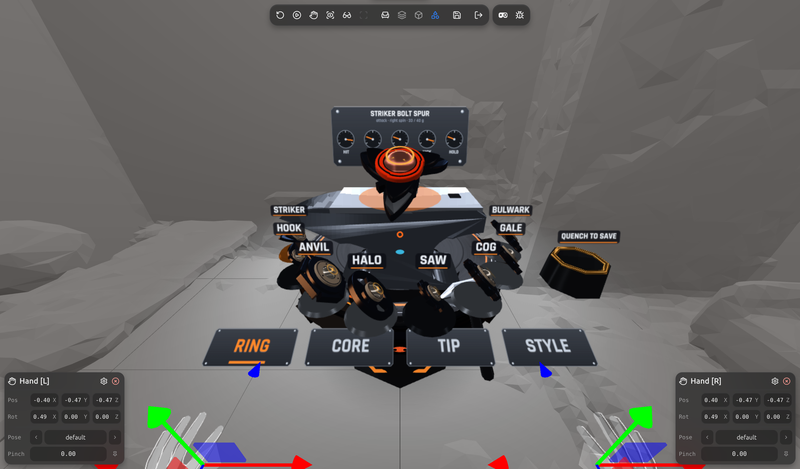 STRIKER BOLT SPUR
HIT
HOLD
STRIKER
BULWARK
HOOK
GALE
QUENCH TO SAVE
ANVIL
COG
HALO
SAW
RING
CORE
TIP
STYLE
Hand [L]
Pos -0.40 X -0.47 Y -0.47 Z
Rot 0.49 X 0.00 Y 0.00 Z
Pose default
Pinch 0.00
Hand [R]
Pos 0.40 X -0.47 Y -0.47 Z
Rot 0.49 X 0.00 Y 0.00 Z
Pose default
Pinch 0.00